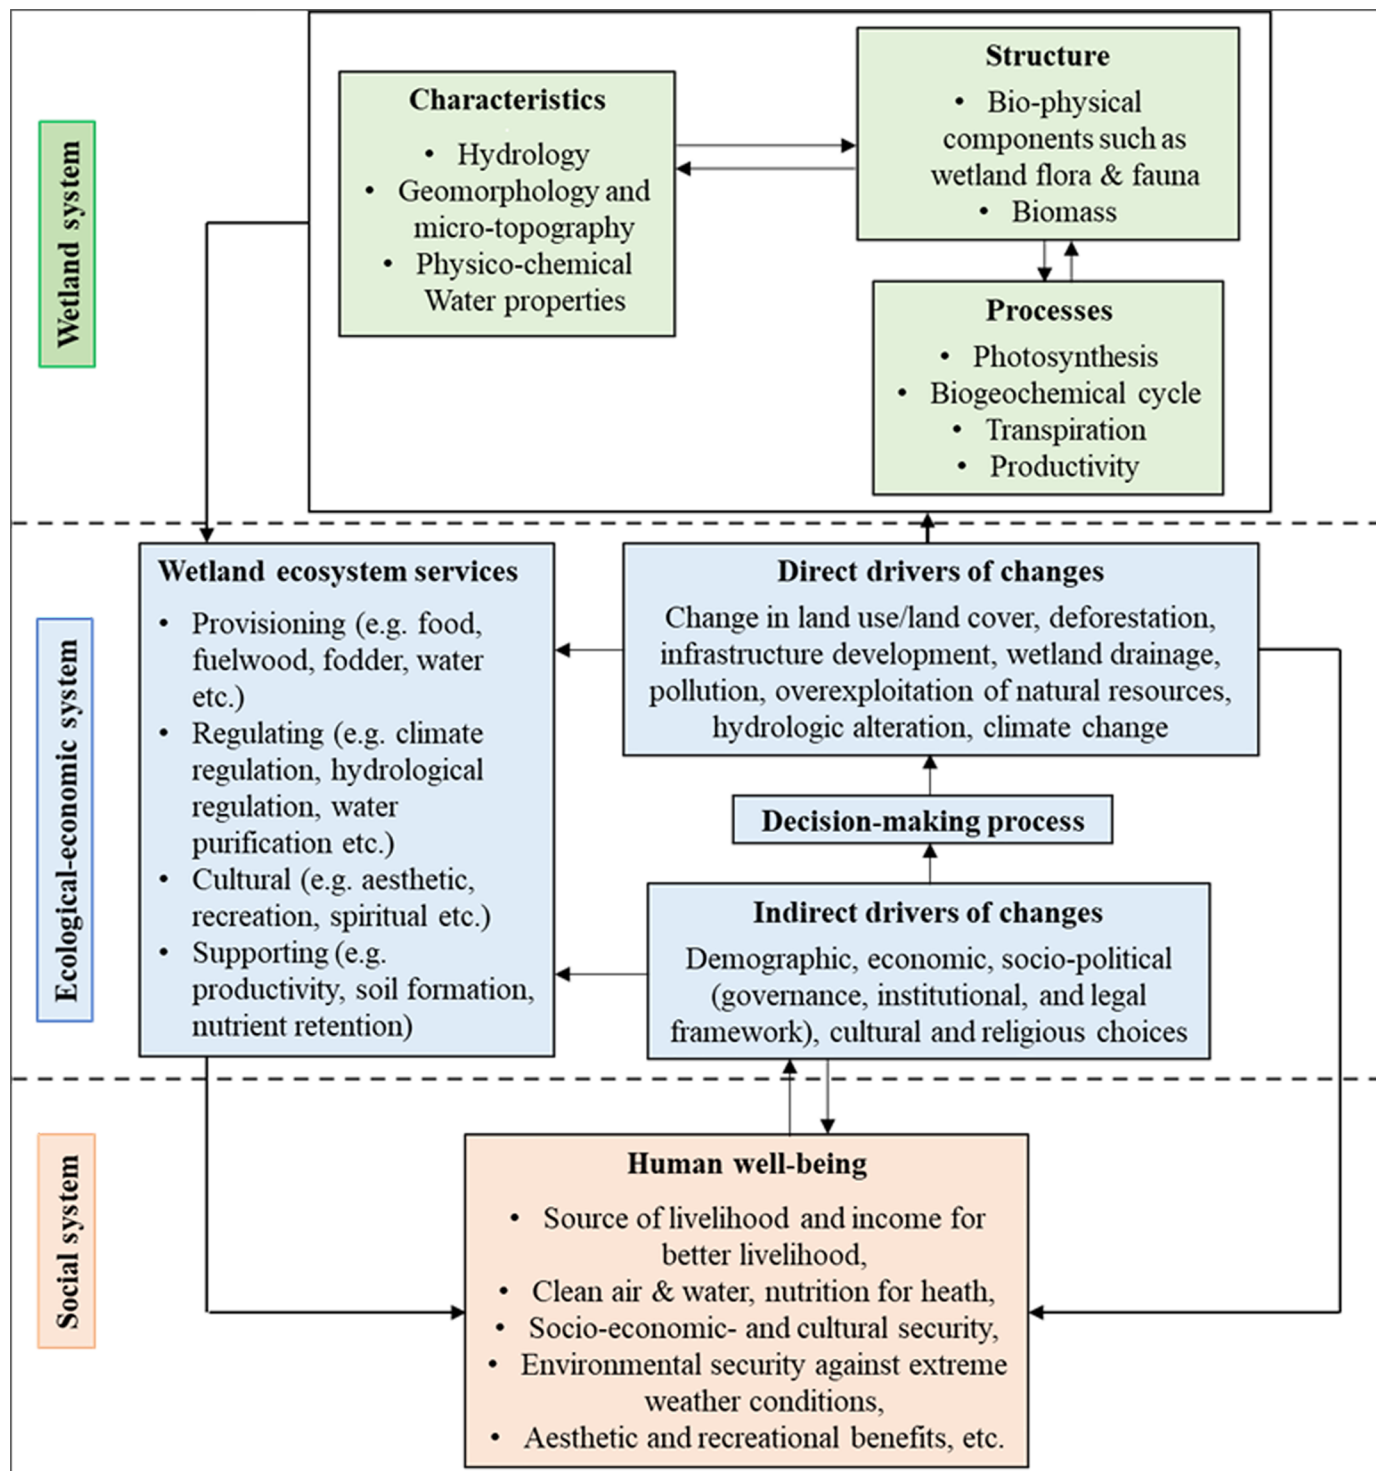 Wetland system
Characteristics
• Hydrology
• Geomorphology and
micro-topography
• Physico-chemical
Water properties
Structure
• Bio-physical
components such as
wetland flora & fauna
• Biomass
Processes
• Photosynthesis
• Biogeochemical cycle
• Transpiration
• Productivity
Ecological-economic system
Wetland ecosystem services
• Provisioning (e.g. food,
fuelwood, fodder, water
etc.)
• Regulating (e.g. climate
regulation, hydrological
regulation, water
purification etc.)
• Cultural (e.g. aesthetic,
recreation, spiritual etc.)
• Supporting (e.g.
productivity, soil formation,
nutrient retention)
Direct drivers of changes
Change in land use/land cover, deforestation,
infrastructure development, wetland drainage,
pollution, overexploitation of natural resources,
hydrologic alteration, climate change
Decision-making process
Indirect drivers of changes
Demographic, economic, socio-political
(governance, institutional, and legal
framework), cultural and religious choices
Social system
Human well-being
• Source of livelihood and income for
better livelihood,
• Clean air & water, nutrition for heath,
• Socio-economic- and cultural security,
• Environmental security against extreme
weather conditions,
• Aesthetic and recreational benefits, etc.